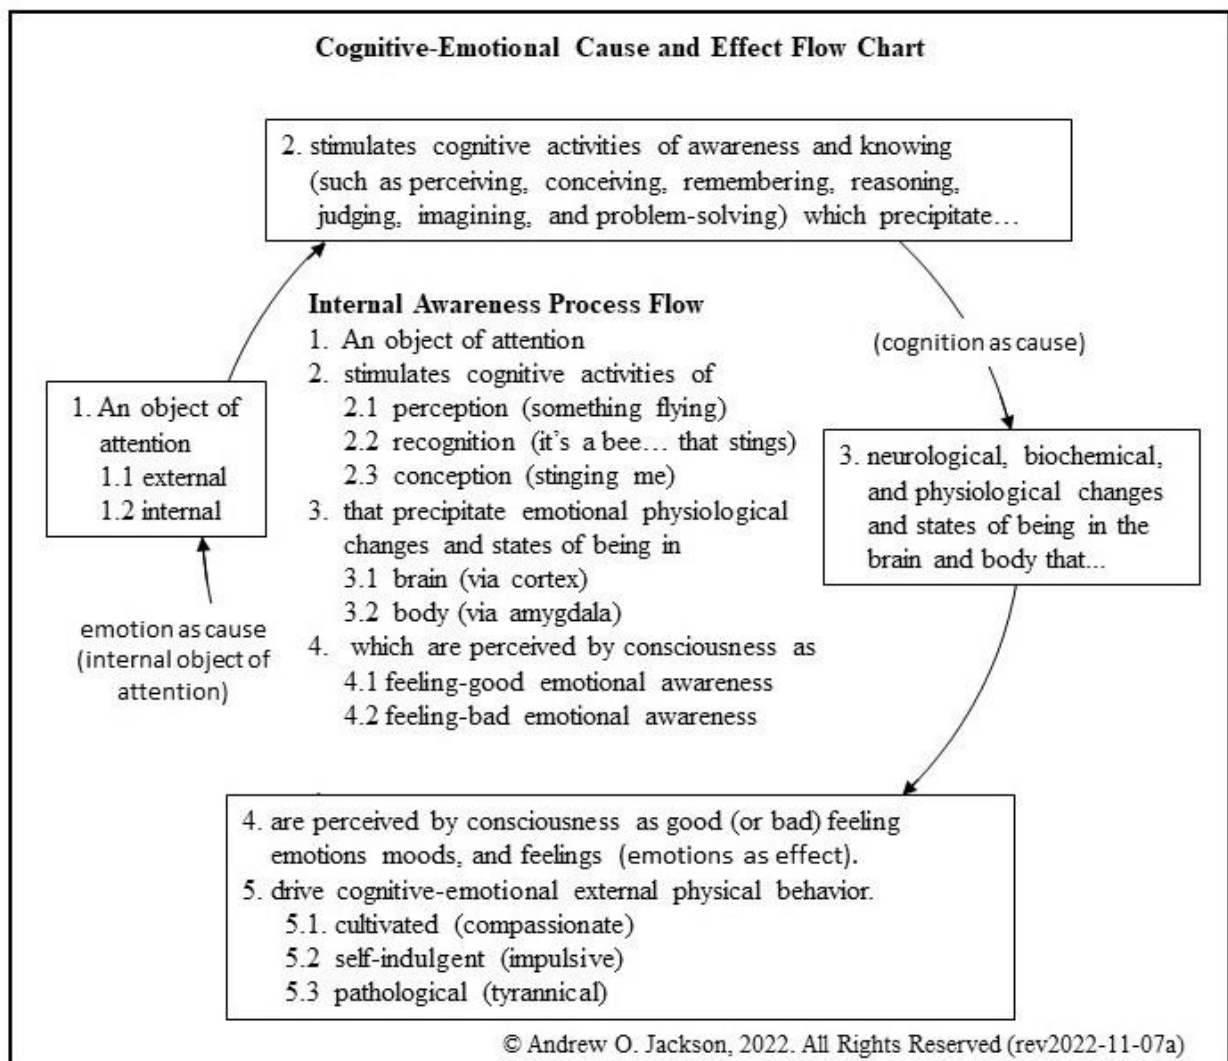 Cognitive-Emotional Cause and Effect Flow Chart
2. stimulates cognitive activities of awareness and knowing
(such as perceiving, conceiving, remembering, reasoning,
judging, imagining, and problem-solving) which precipitate…
(cognition as cause)
1. An object of
attention
1.1 external
1.2 internal
emotion as cause
(internal object of
attention)
Internal Awareness Process Flow
1. An object of attention
2. stimulates cognitive activities of
2.1 perception (something flying)
2.2 recognition (it's a bee… that stings)
2.3 conception (stinging me)
3. that precipitate emotional physiological
changes and states of being in
3.1 brain (via cortex)
3.2 body (via amygdala)
4. which are perceived by consciousness as
4.1 feeling-good emotional awareness
4.2 feeling-bad emotional awareness
3. neurological, biochemical,
and physiological changes
and states of being in the
brain and body that...
4. are perceived by consciousness as good (or bad) feeling
emotions moods, and feelings (emotions as effect).
5. drive cognitive-emotional external physical behavior.
5.1. cultivated (compassionate)
5.2 self-indulgent (impulsive)
5.3 pathological (tyrannical)
© Andrew O. Jackson, 2022. All Rights Reserved (rev2022-11-07a)